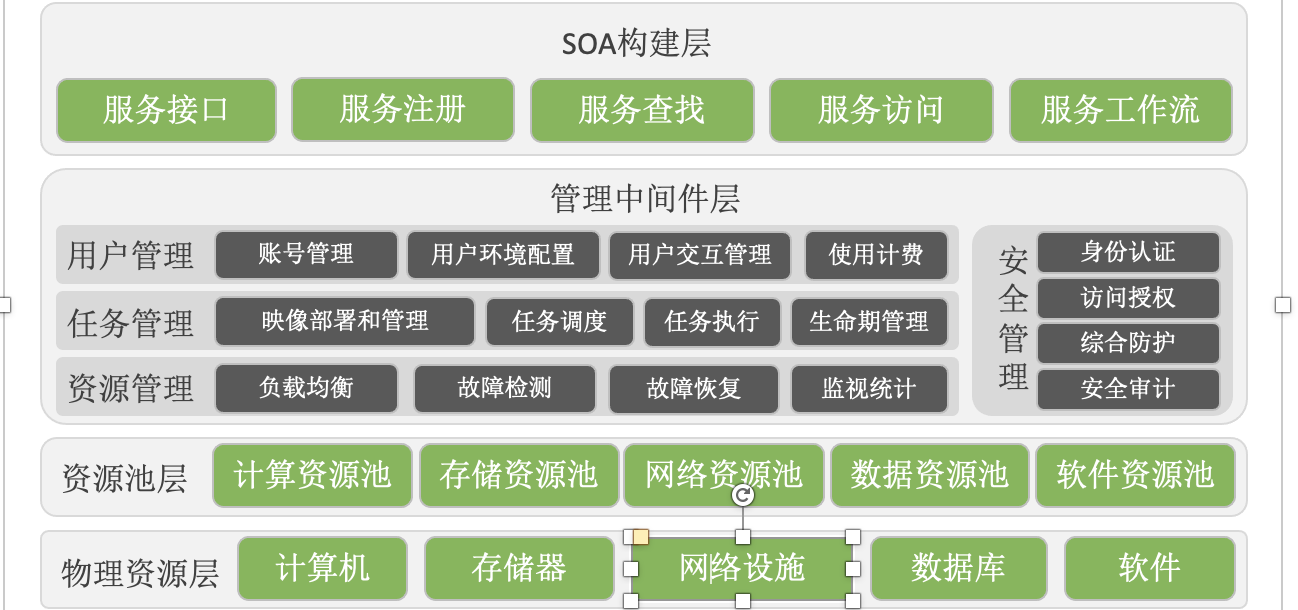 SOA构建层
服务接口 服务注册 服务查找 服务访问 服务工作流
管理中间件层
用户管理 账号管理 用户环境配置 用户交互管理 使用计费
任务管理 映像部署和管理 任务调度 任务执行 生命期管理
资源管理 负载均衡 故障检测 故障恢复 监视统计
安全管理
身份认证
访问授权
综合防护
安全审计
资源池层 计算资源池 存储资源池 网络资源池 数据资源池 软件资源池
物理资源层 计算机 存储器 网络设施 数据库 软件